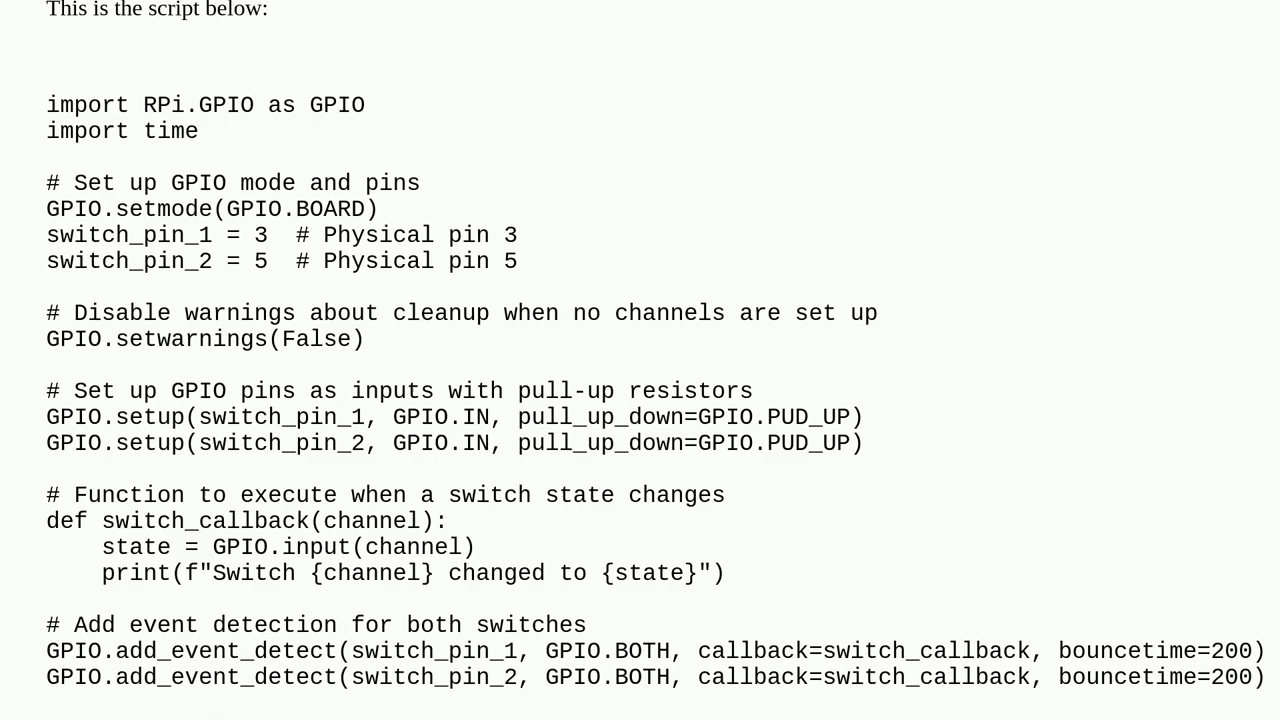 This is the script below:
import RPi.GPIO as GPIO
import time
# Set up GPIO mode and pins
GPIO.setmode(GPIO.BOARD)
switch_pin_1 = 3  # Physical pin 3
switch_pin_2 = 5  # Physical pin 5
# Disable warnings about cleanup when no channels are set up
GPIO.setwarnings(False)
# Set up GPIO pins as inputs with pull-up resistors
GPIO.setup(switch_pin_1, GPIO.IN, pull_up_down=GPIO.PUD_UP)
GPIO.setup(switch_pin_2, GPIO.IN, pull_up_down=GPIO.PUD_UP)
# Function to execute when a switch state changes
def switch_callback(channel):
    state = GPIO.input(channel)
    print(f"Switch {channel} changed to {state}")
# Add event detection for both switches
GPIO.add_event_detect(switch_pin_1, GPIO.BOTH, callback=switch_callback, bouncetime=200)
GPIO.add_event_detect(switch_pin_2, GPIO.BOTH, callback=switch_callback, bouncetime=200)